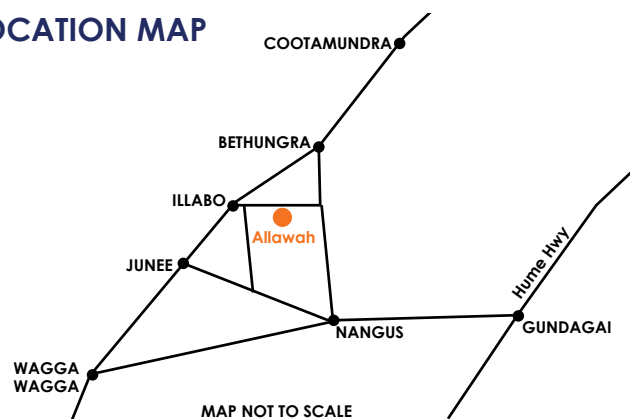 OCATION MAP
COOTAMUNDRA
BETHUNGRA
ILLABO
Allawah
JUNEE
Hume Hwy
NANGUS
GUNDAGAI
WAGGA
WAGGA
MAP NOT TO SCALE